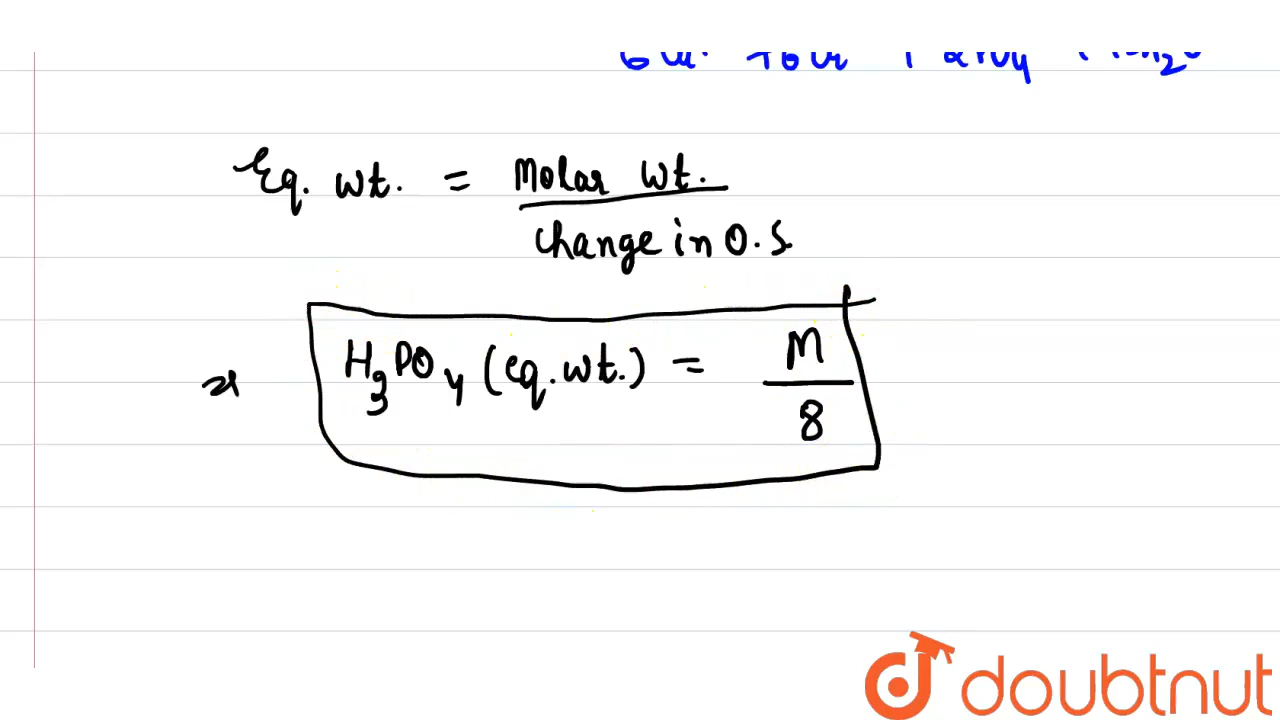 Eq. wt. = Molar wt.
change in O.S.
H3PO4 (eq.wt.) = M
8
doubtnut